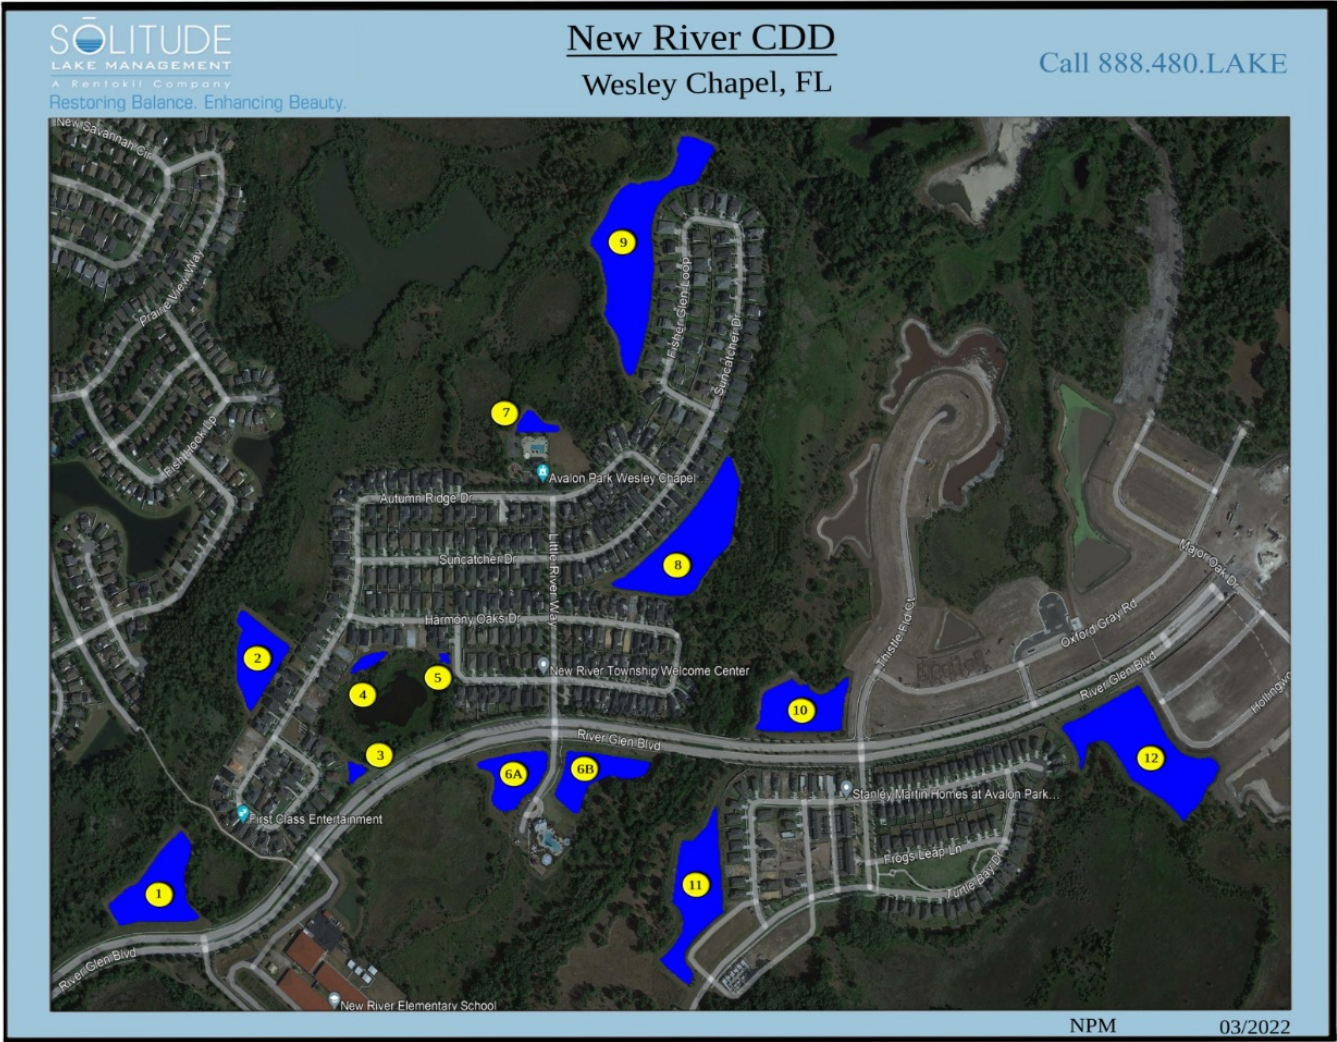 SŌLITUDE
LAKE MANAGEMENT
A Rentokil Company
Restoring Balance. Enhancing Beauty.
New River CDD
Wesley Chapel, FL
Call 888.480.LAKE
New Savannah Cir
Prairie View Way
Fish Hook Lp
9
Fisher Glen Loop
Suncatcher Dr
7
Avalon Park Wesley Chapel...
Autumn Ridge Dr
Suncatcher Dr
Little River Way
8
Harmony Oaks Dr
Major Oak Dr
Oxford Gray Rd
Thistle Fld Ct
River Glen Blvd
Hollingwo
2
4
5
New River Township Welcome Center
10
3
River Glen Blvd
6A
6B
12
Stanley Martin Homes at Avalon Park...
First Class Entertainment
Frogs Leap Ln
Turtle Bay D
1
11
River Glen Blvd
New River Elementary School
NPM
03/2022